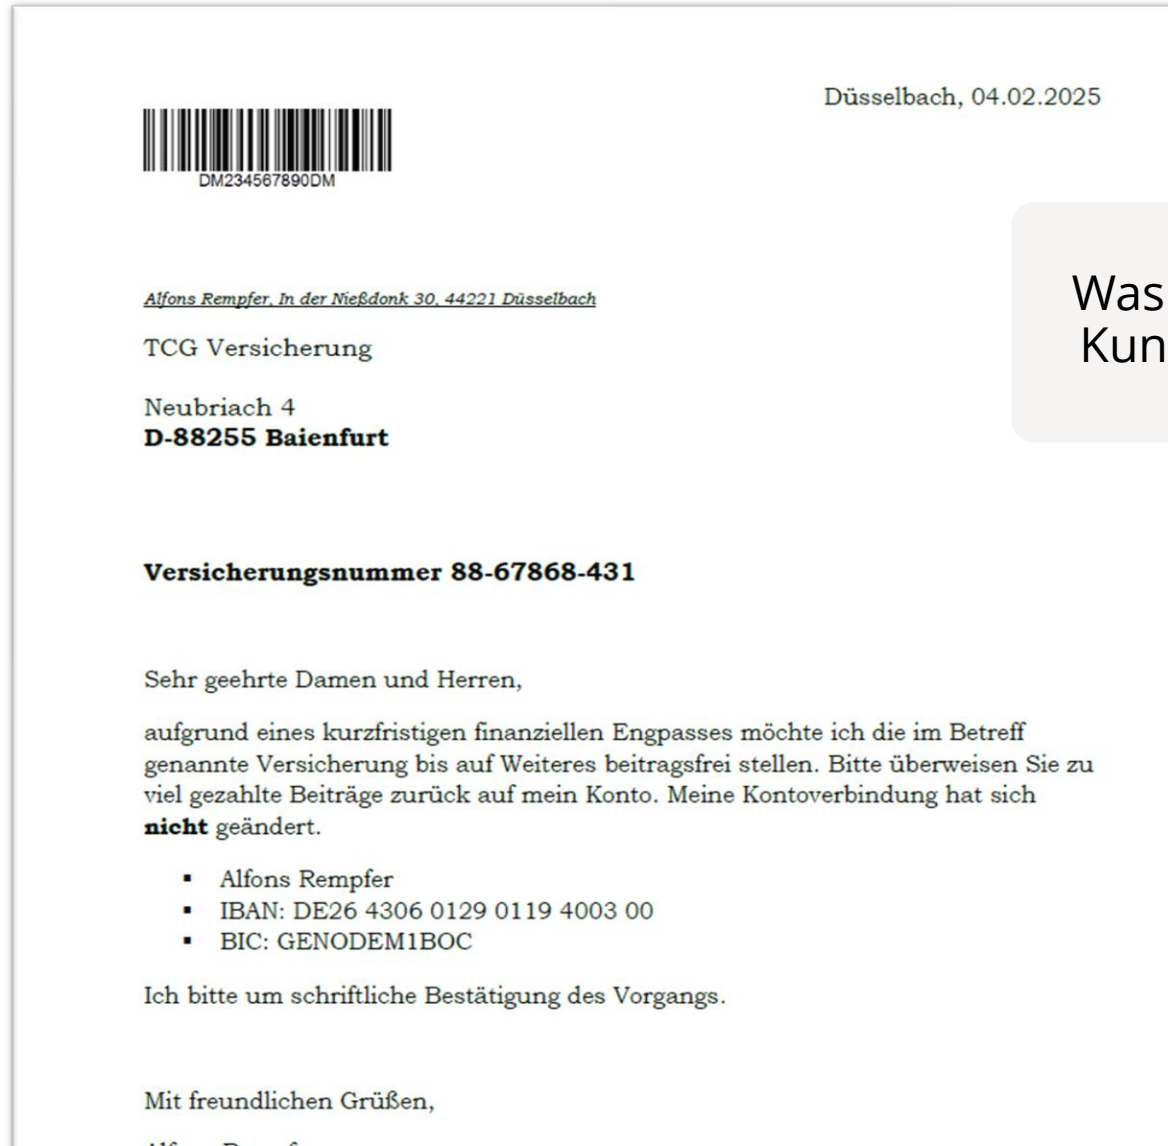 Düsselbach, 04.02.2025
DM234567890DM
Was
Kun
Alfons Rempfer, In der Nießdonk 30, 44221 Düsselbach
TCG Versicherung
Neubriach 4
D-88255 Baienfurt
Versicherungsnummer 88-67868-431
Sehr geehrte Damen und Herren,
aufgrund eines kurzfristigen finanziellen Engpasses möchte ich die im Betreff
genannte Versicherung bis auf Weiteres beitragsfrei stellen. Bitte überweisen Sie zu
viel gezahlte Beiträge zurück auf mein Konto. Meine Kontoverbindung hat sich
nicht geändert.
▪ Alfons Rempfer
▪ IBAN: DE26 4306 0129 0119 4003 00
▪ BIC: GENODEM1BOC
Ich bitte um schriftliche Bestätigung des Vorgangs.
Mit freundlichen Grüßen,